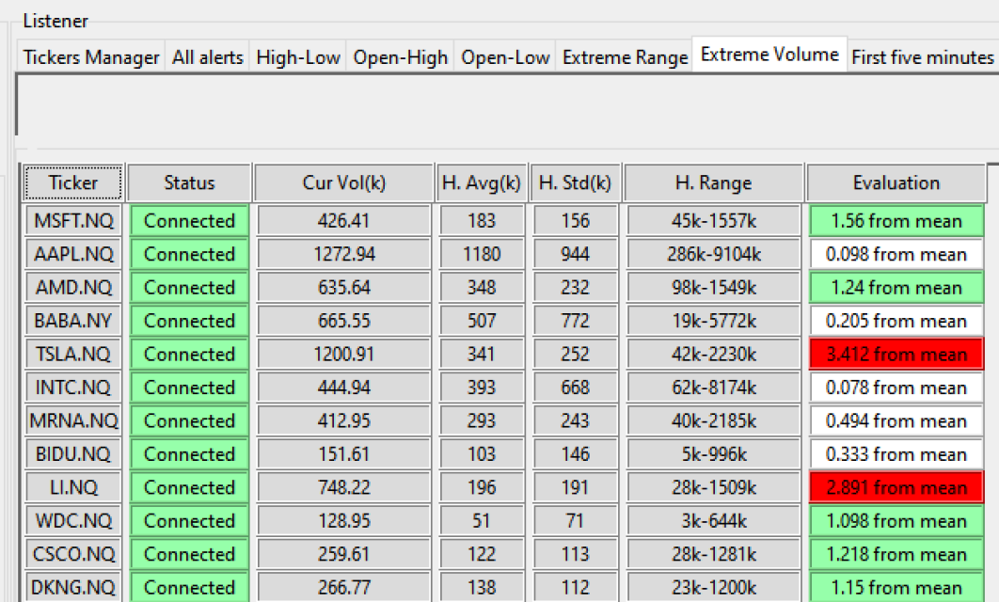 Listener
Tickers Manager All alerts High-Low Open-High Open-Low Extreme Range Extreme Volume First five minutes
Ticker Status Cur Vol(k) H. Avg(k) H. Std(k) H. Range Evaluation
MSFT.NQ Connected 426.41 183 156 45k-1557k 1.56 from mean
AAPL.NQ Connected 1272.94 1180 944 286k-9104k 0.098 from mean
AMD.NQ Connected 635.64 348 232 98k-1549k 1.24 from mean
BABA.NY Connected 665.55 507 772 19k-5772k 0.205 from mean
TSLA.NQ Connected 1200.91 341 252 42k-2230k 3.412 from mean
INTC.NQ Connected 444.94 393 668 62k-8174k 0.078 from mean
MRNA.NQ Connected 412.95 293 243 40k-2185k 0.494 from mean
BIDU.NQ Connected 151.61 103 146 5k-996k 0.333 from mean
LI.NQ Connected 748.22 196 191 28k-1509k 2.891 from mean
WDC.NQ Connected 128.95 51 71 3k-644k 1.098 from mean
CSCO.NQ Connected 259.61 122 113 28k-1281k 1.218 from mean
DKNG.NQ Connected 266.77 138 112 23k-1200k 1.15 from mean